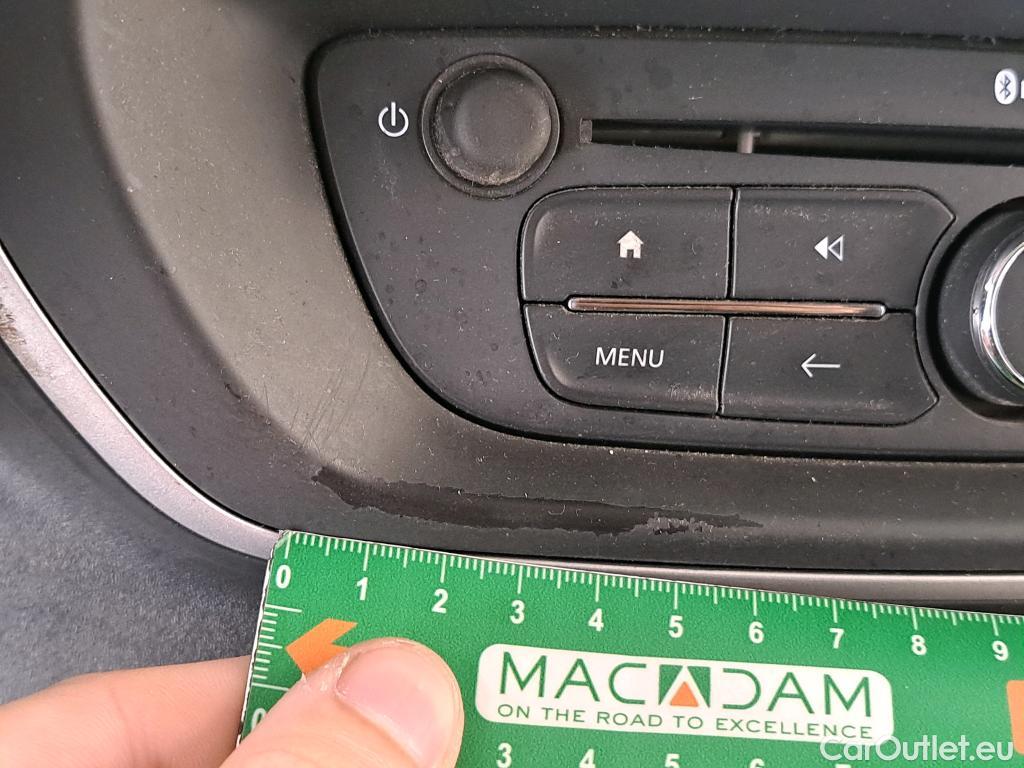 MENU
0 1 2 3 4 5 6 7 8 9
MACADAM
ON THE ROAD TO EXCELLENCE
3 4 5 6 7
CarOutlet.eu